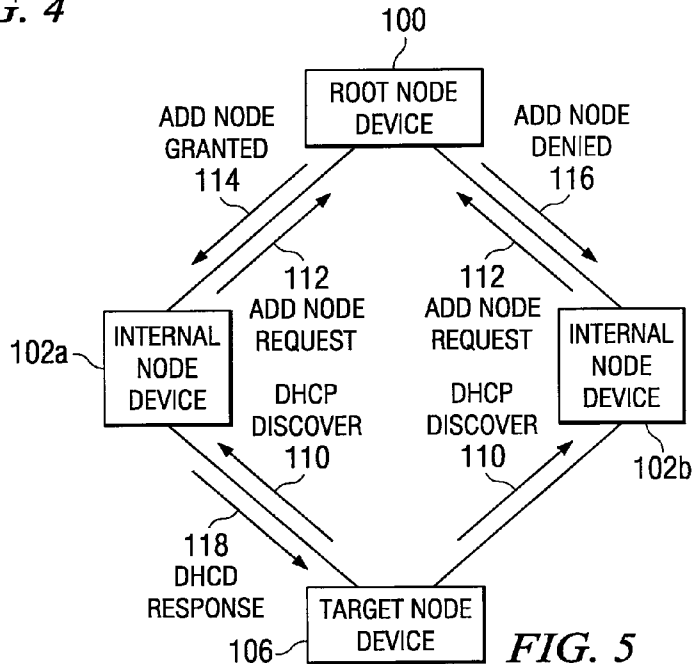 G. 4
100
ROOT NODE
DEVICE
ADD NODE
GRANTED
114
ADD NODE
DENIED
116
112
ADD NODE
REQUEST
112
ADD NODE
REQUEST
102a
INTERNAL
NODE
DEVICE
INTERNAL
NODE
DEVICE
102b
DHCP
DISCOVER
110
DHCP
DISCOVER
110
118
DHCD
RESPONSE
TARGET NODE
DEVICE
106
FIG. 5